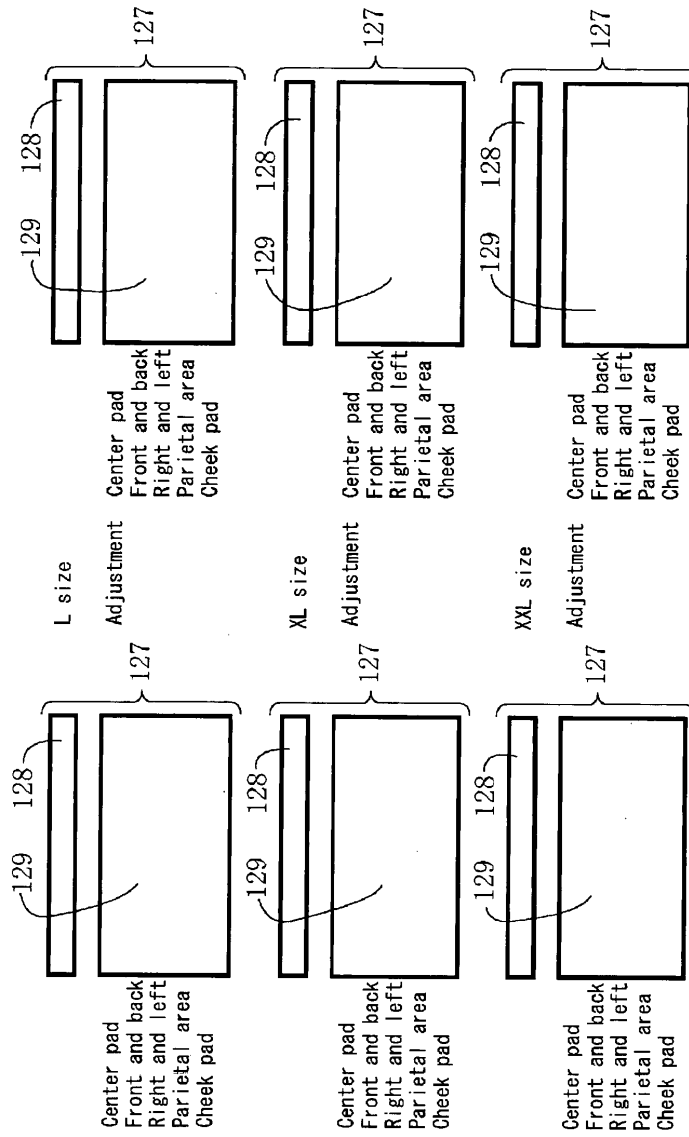 129
128
Center pad
Front and back
Right and left
Parietal area
Cheek pad
127
L size
Adjustment
129
128
Center pad
Front and back
Right and left
Parietal area
Cheek pad
127
129
128
Center pad
Front and back
Right and left
Parietal area
Cheek pad
127
XL size
Adjustment
129
128
Center pad
Front and back
Right and left
Parietal area
Cheek pad
127
129
128
Center pad
Front and back
Right and left
Parietal area
Cheek pad
127
XXL size
Adjustment
129
128
Center pad
Front and back
Right and left
Parietal area
Cheek pad
127